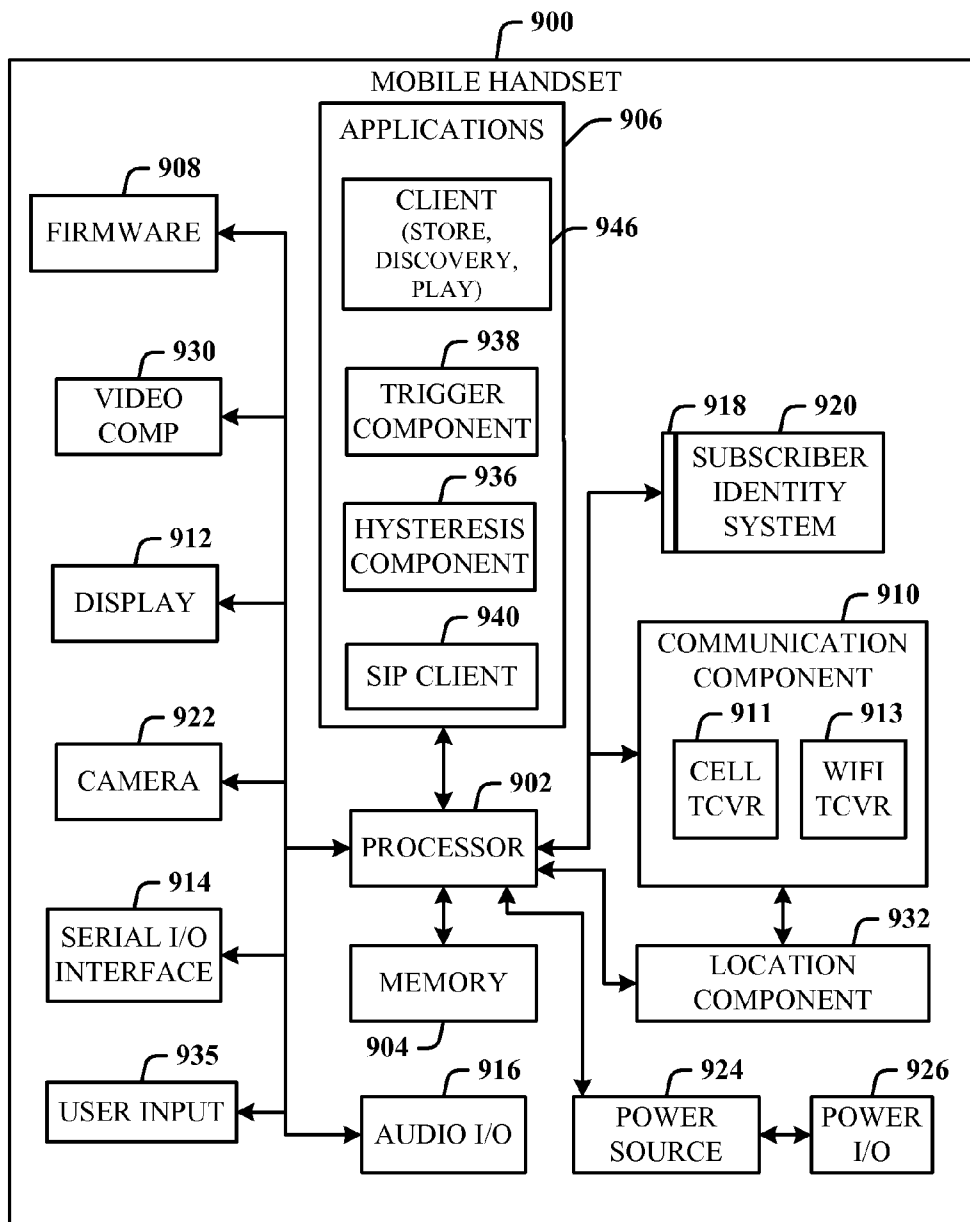 900
MOBILE HANDSET
APPLICATIONS
906
CLIENT
(STORE,
DISCOVERY,
PLAY)
946
938
TRIGGER
COMPONENT
936
HYSTERESIS
COMPONENT
940
SIP CLIENT
908
FIRMWARE
930
VIDEO
COMP
912
DISPLAY
922
CAMERA
914
SERIAL I/O
INTERFACE
935
USER INPUT
902
PROCESSOR
MEMORY
904
916
AUDIO I/O
918
920
SUBSCRIBER
IDENTITY
SYSTEM
910
COMMUNICATION
COMPONENT
911
CELL
TCVR
913
WIFI
TCVR
932
LOCATION
COMPONENT
924
POWER
SOURCE
926
POWER
I/O